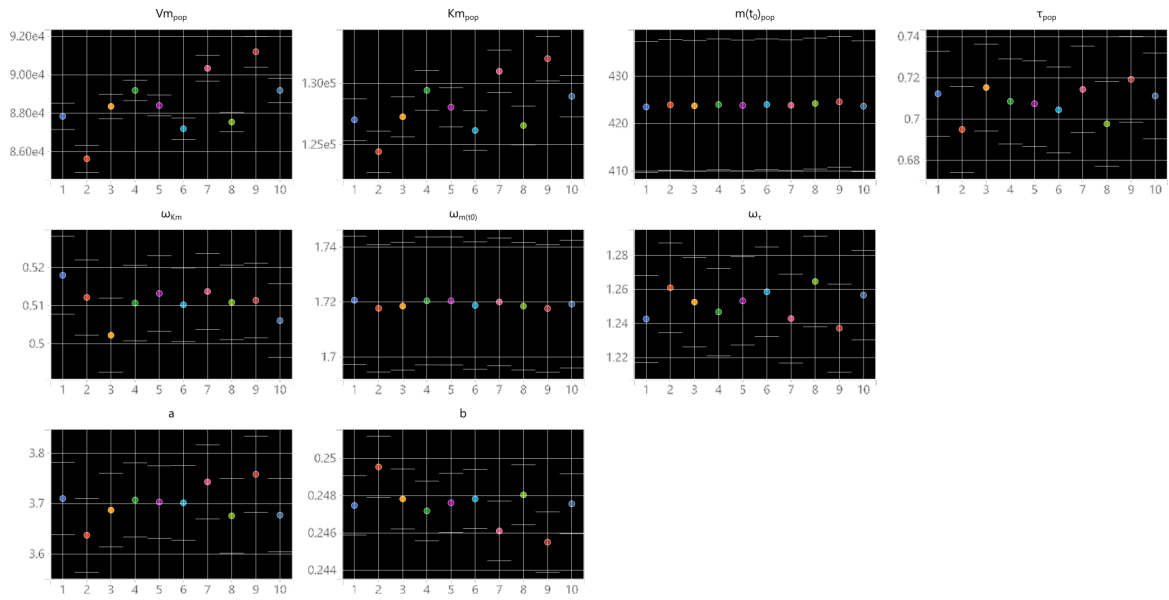 Vm_pop
9.20e4
9.00e4
8.80e4
8.60e4
1 2 3 4 5 6 7 8 9 10
Km_pop
1.30e5
1.25e5
1 2 3 4 5 6 7 8 9 10
m(t₀)_pop
430
420
410
1 2 3 4 5 6 7 8 9 10
τ_pop
0.74
0.72
0.7
0.68
1 2 3 4 5 6 7 8 9 10
ω_Km
0.52
0.51
0.5
1 2 3 4 5 6 7 8 9 10
ω_m(t0)
1.74
1.72
1.7
1 2 3 4 5 6 7 8 9 10
ω_τ
1.28
1.26
1.24
1.22
1 2 3 4 5 6 7 8 9 10
a
3.8
3.7
3.6
1 2 3 4 5 6 7 8 9 10
b
0.25
0.248
0.246
0.244
1 2 3 4 5 6 7 8 9 10